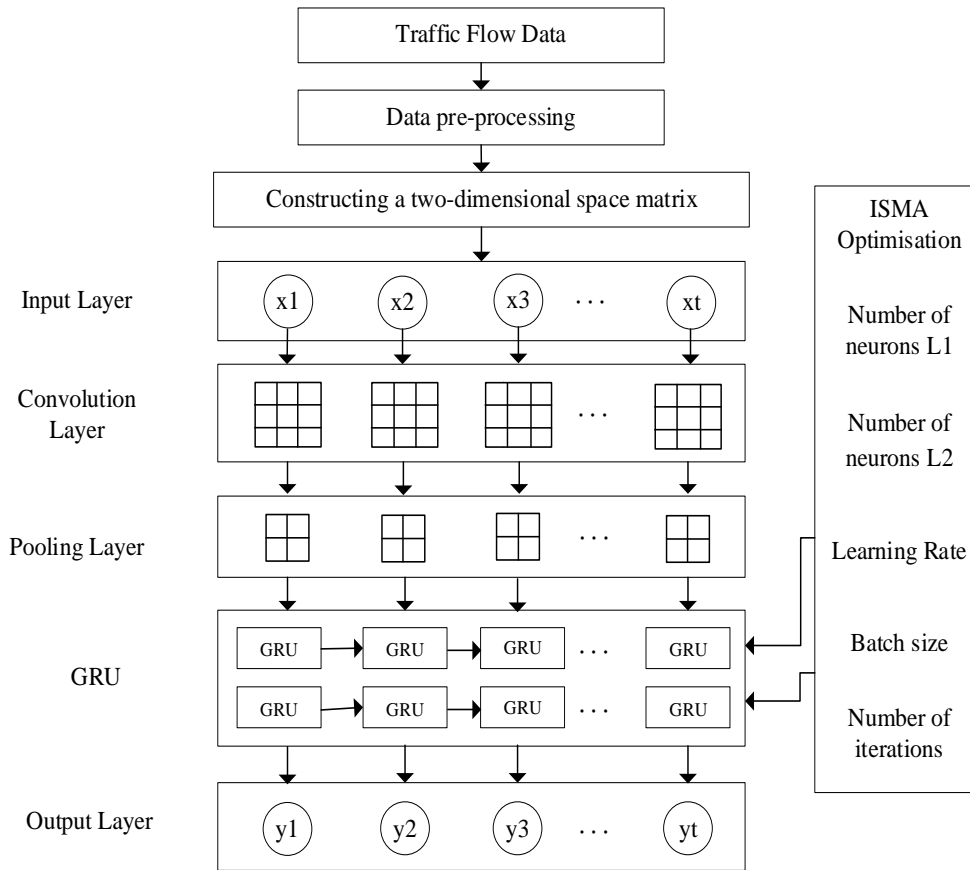 Traffic Flow Data
Data pre-processing
Constructing a two-dimensional space matrix
Input Layer
x1 x2 x3 ... xt
Convolution
Layer
...
Pooling Layer
...
GRU
GRU GRU GRU ... GRU
GRU GRU GRU ... GRU
Output Layer
y1 y2 y3 ... yt
ISMA
Optimisation
Number of
neurons L1
Number of
neurons L2
Learning Rate
Batch size
Number of
iterations